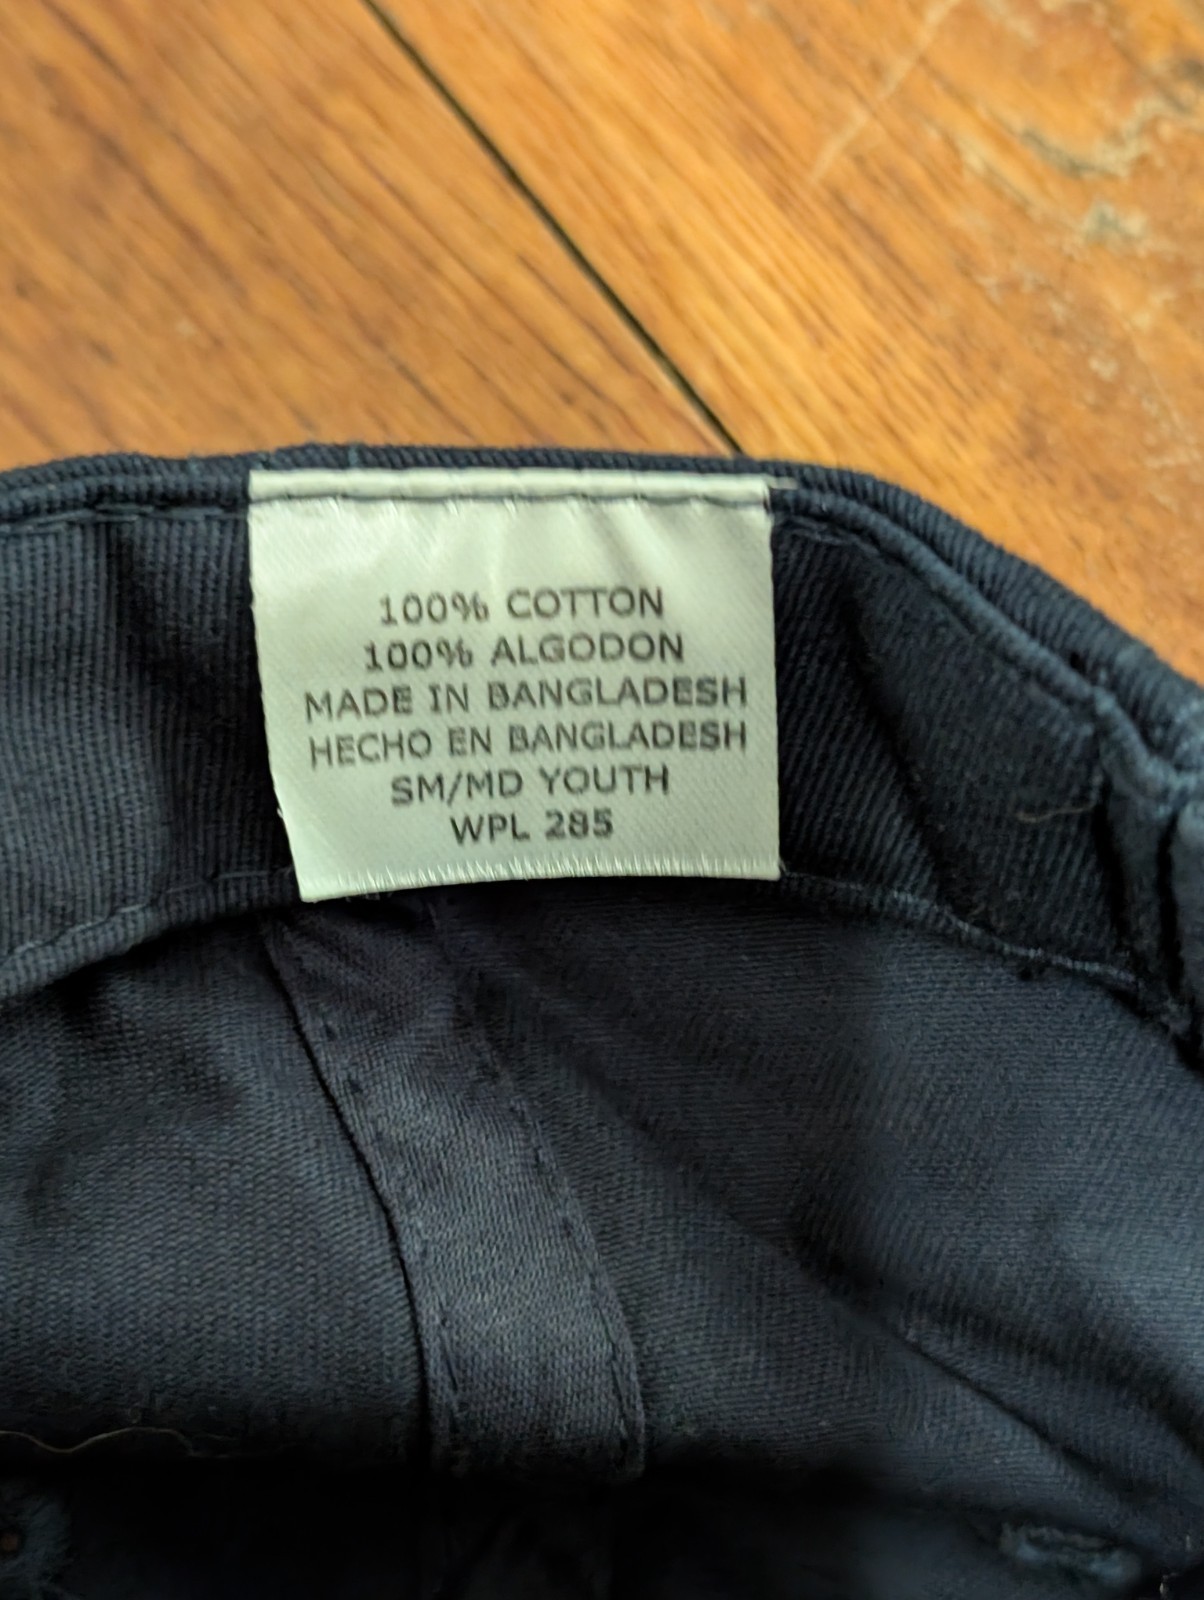 100% COTTON
100% ALGODON
MADE IN BANGLADESH
HECHO EN BANGLADESH
SM/MD YOUTH
WPL 285